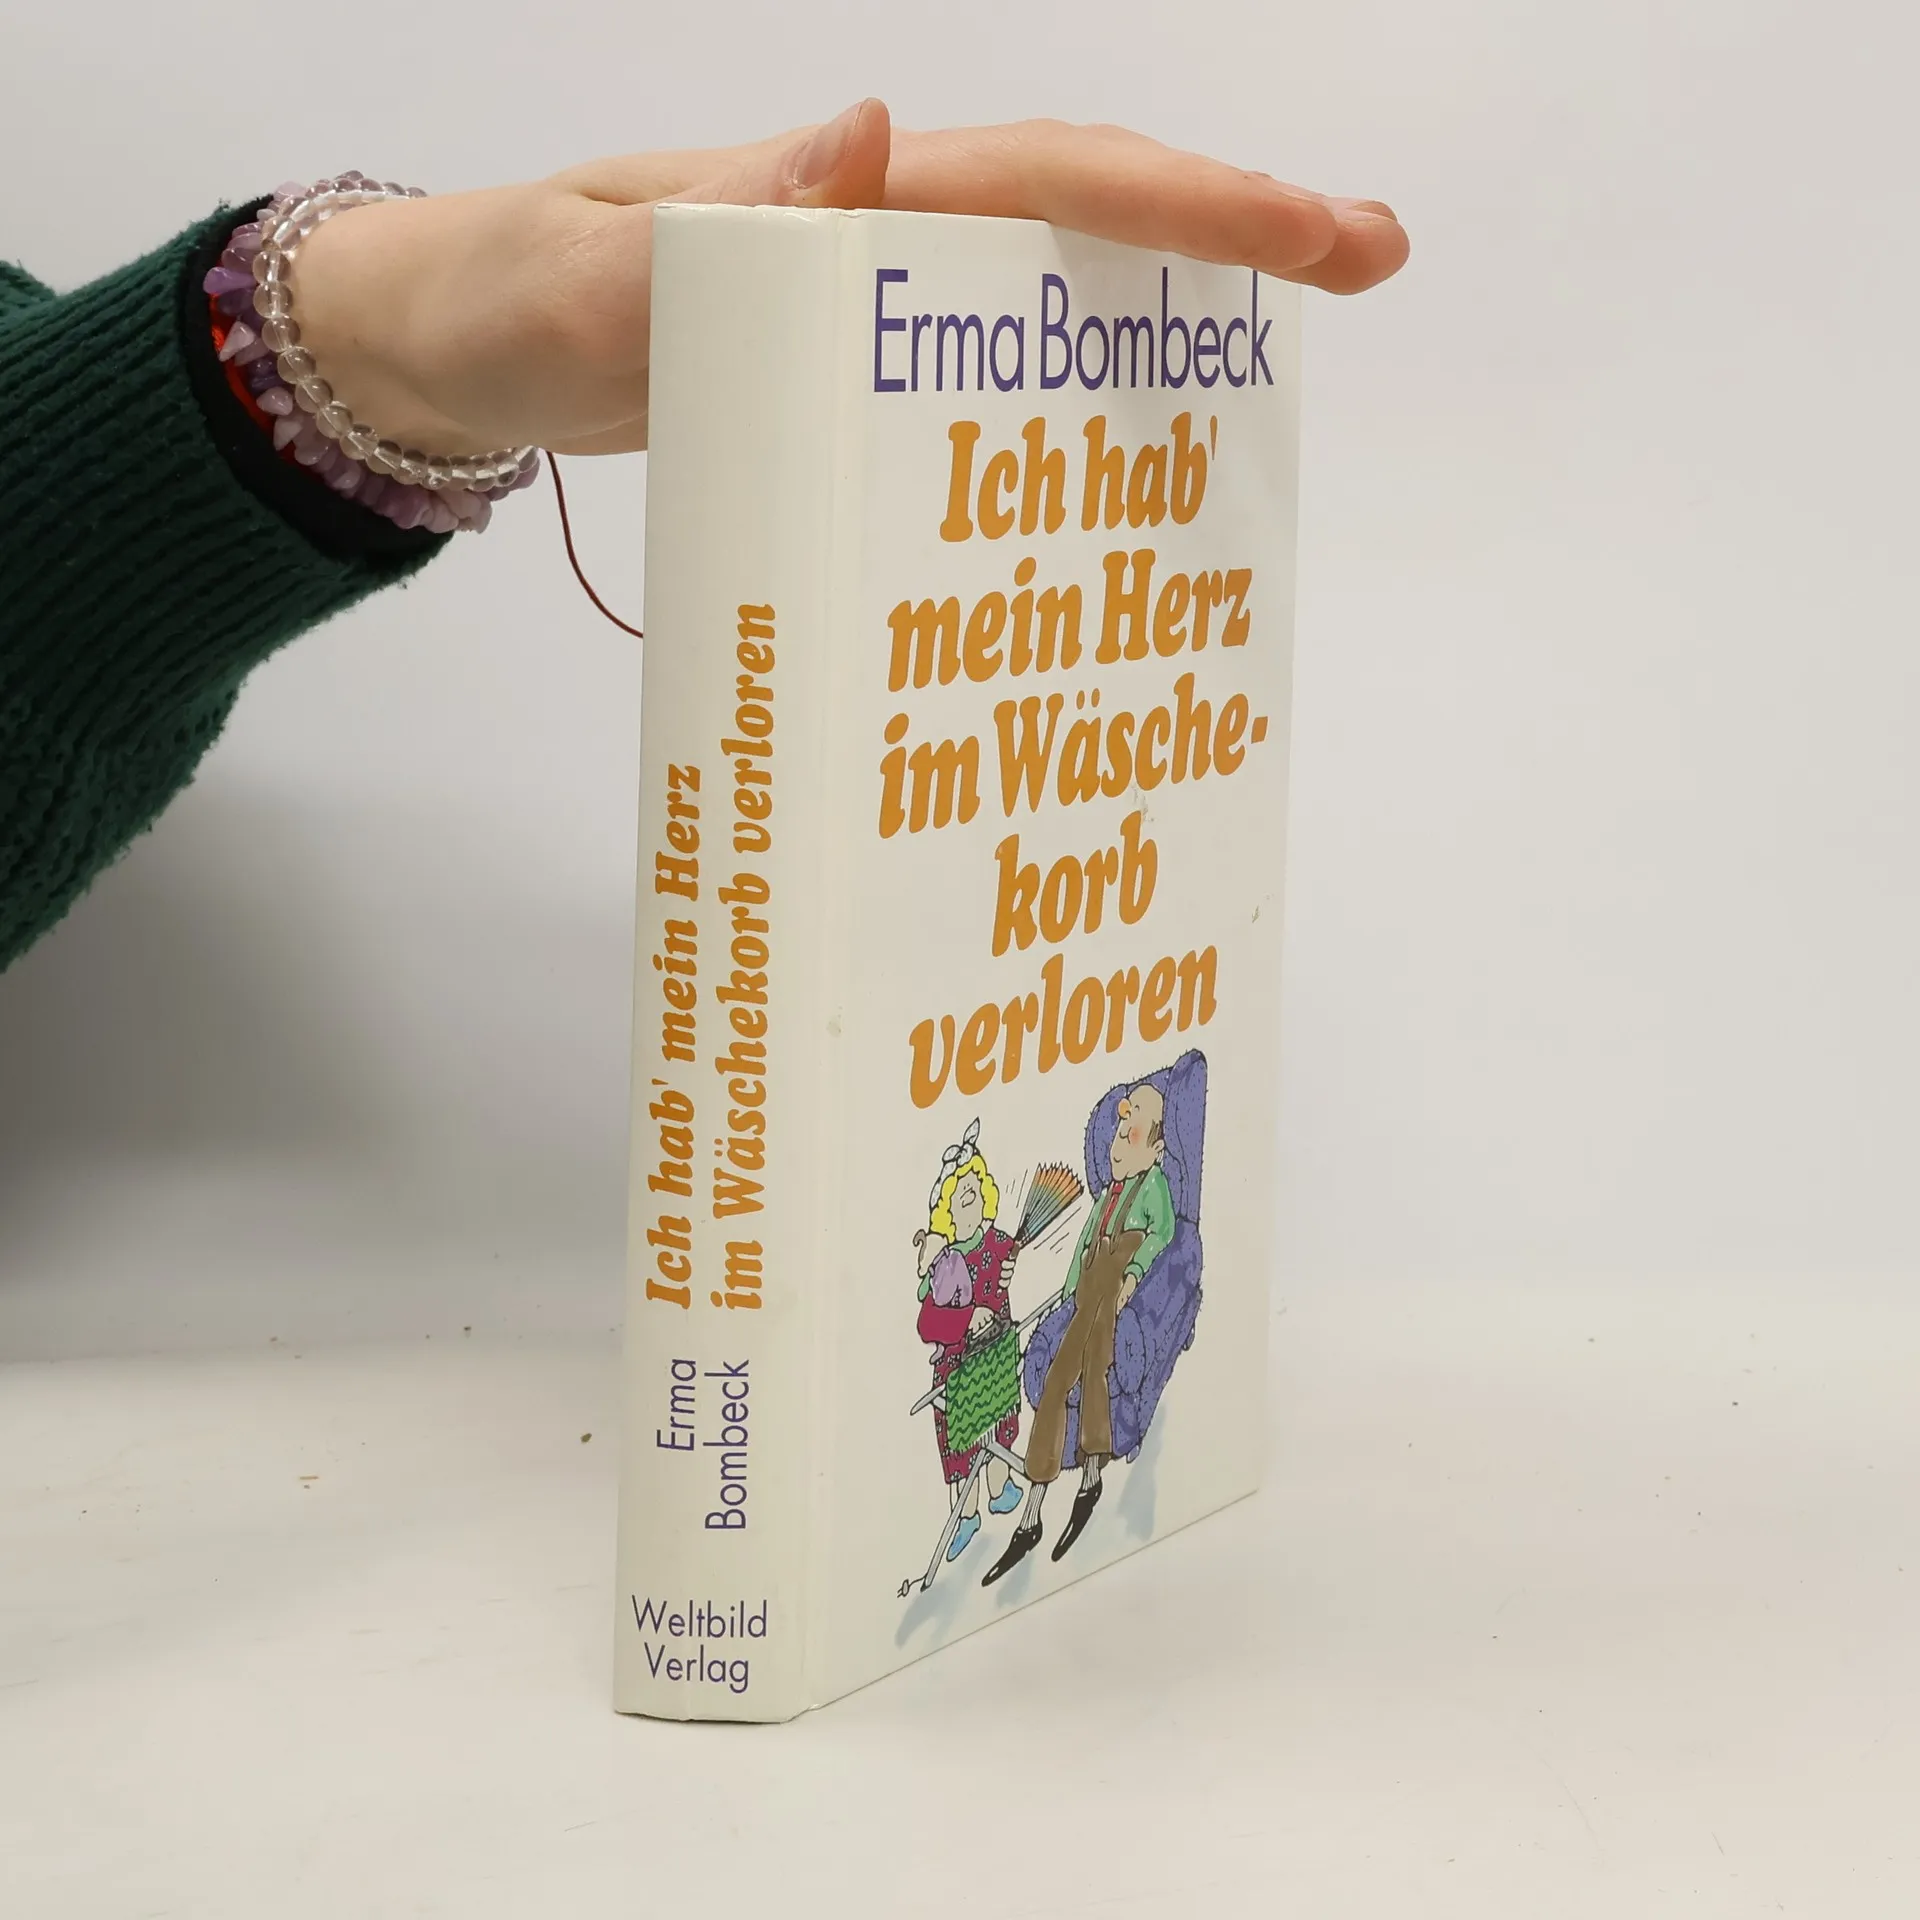 Erma Bombeck
Ich hab'
mein Herz
im Wäsche-
korb
verloren
Ich hab' mein Herz
im Wäschekorb verloren
Erma
Bombeck
Weltbild
Verlag